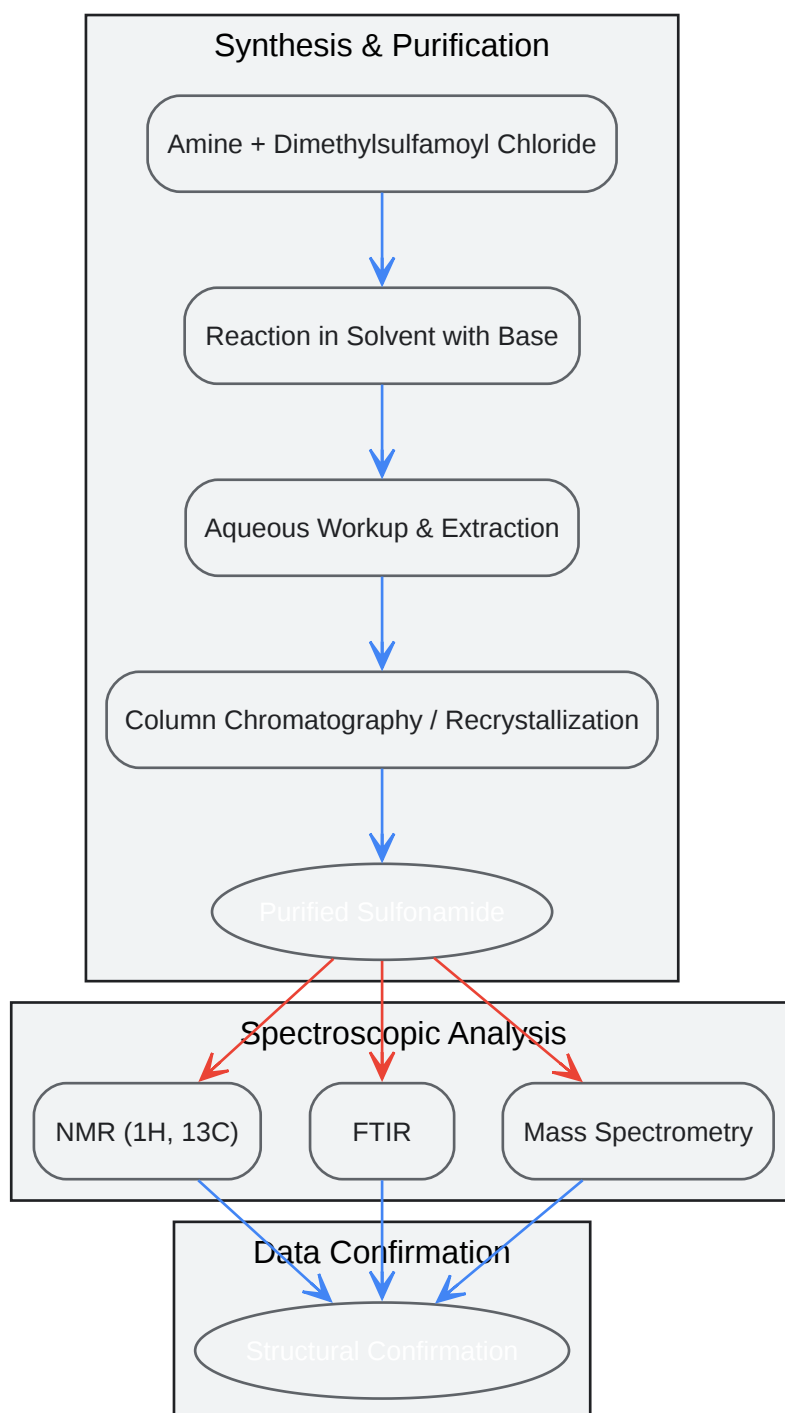 Synthesis & Purification
Amine + Dimethylsulfamoyl Chloride
Reaction in Solvent with Base
Aqueous Workup & Extraction
Column Chromatography / Recrystallization
Purified Sulfonamide
Spectroscopic Analysis
NMR (1H, 13C)
FTIR
Mass Spectrometry
Data Confirmation
Structural Confirmation